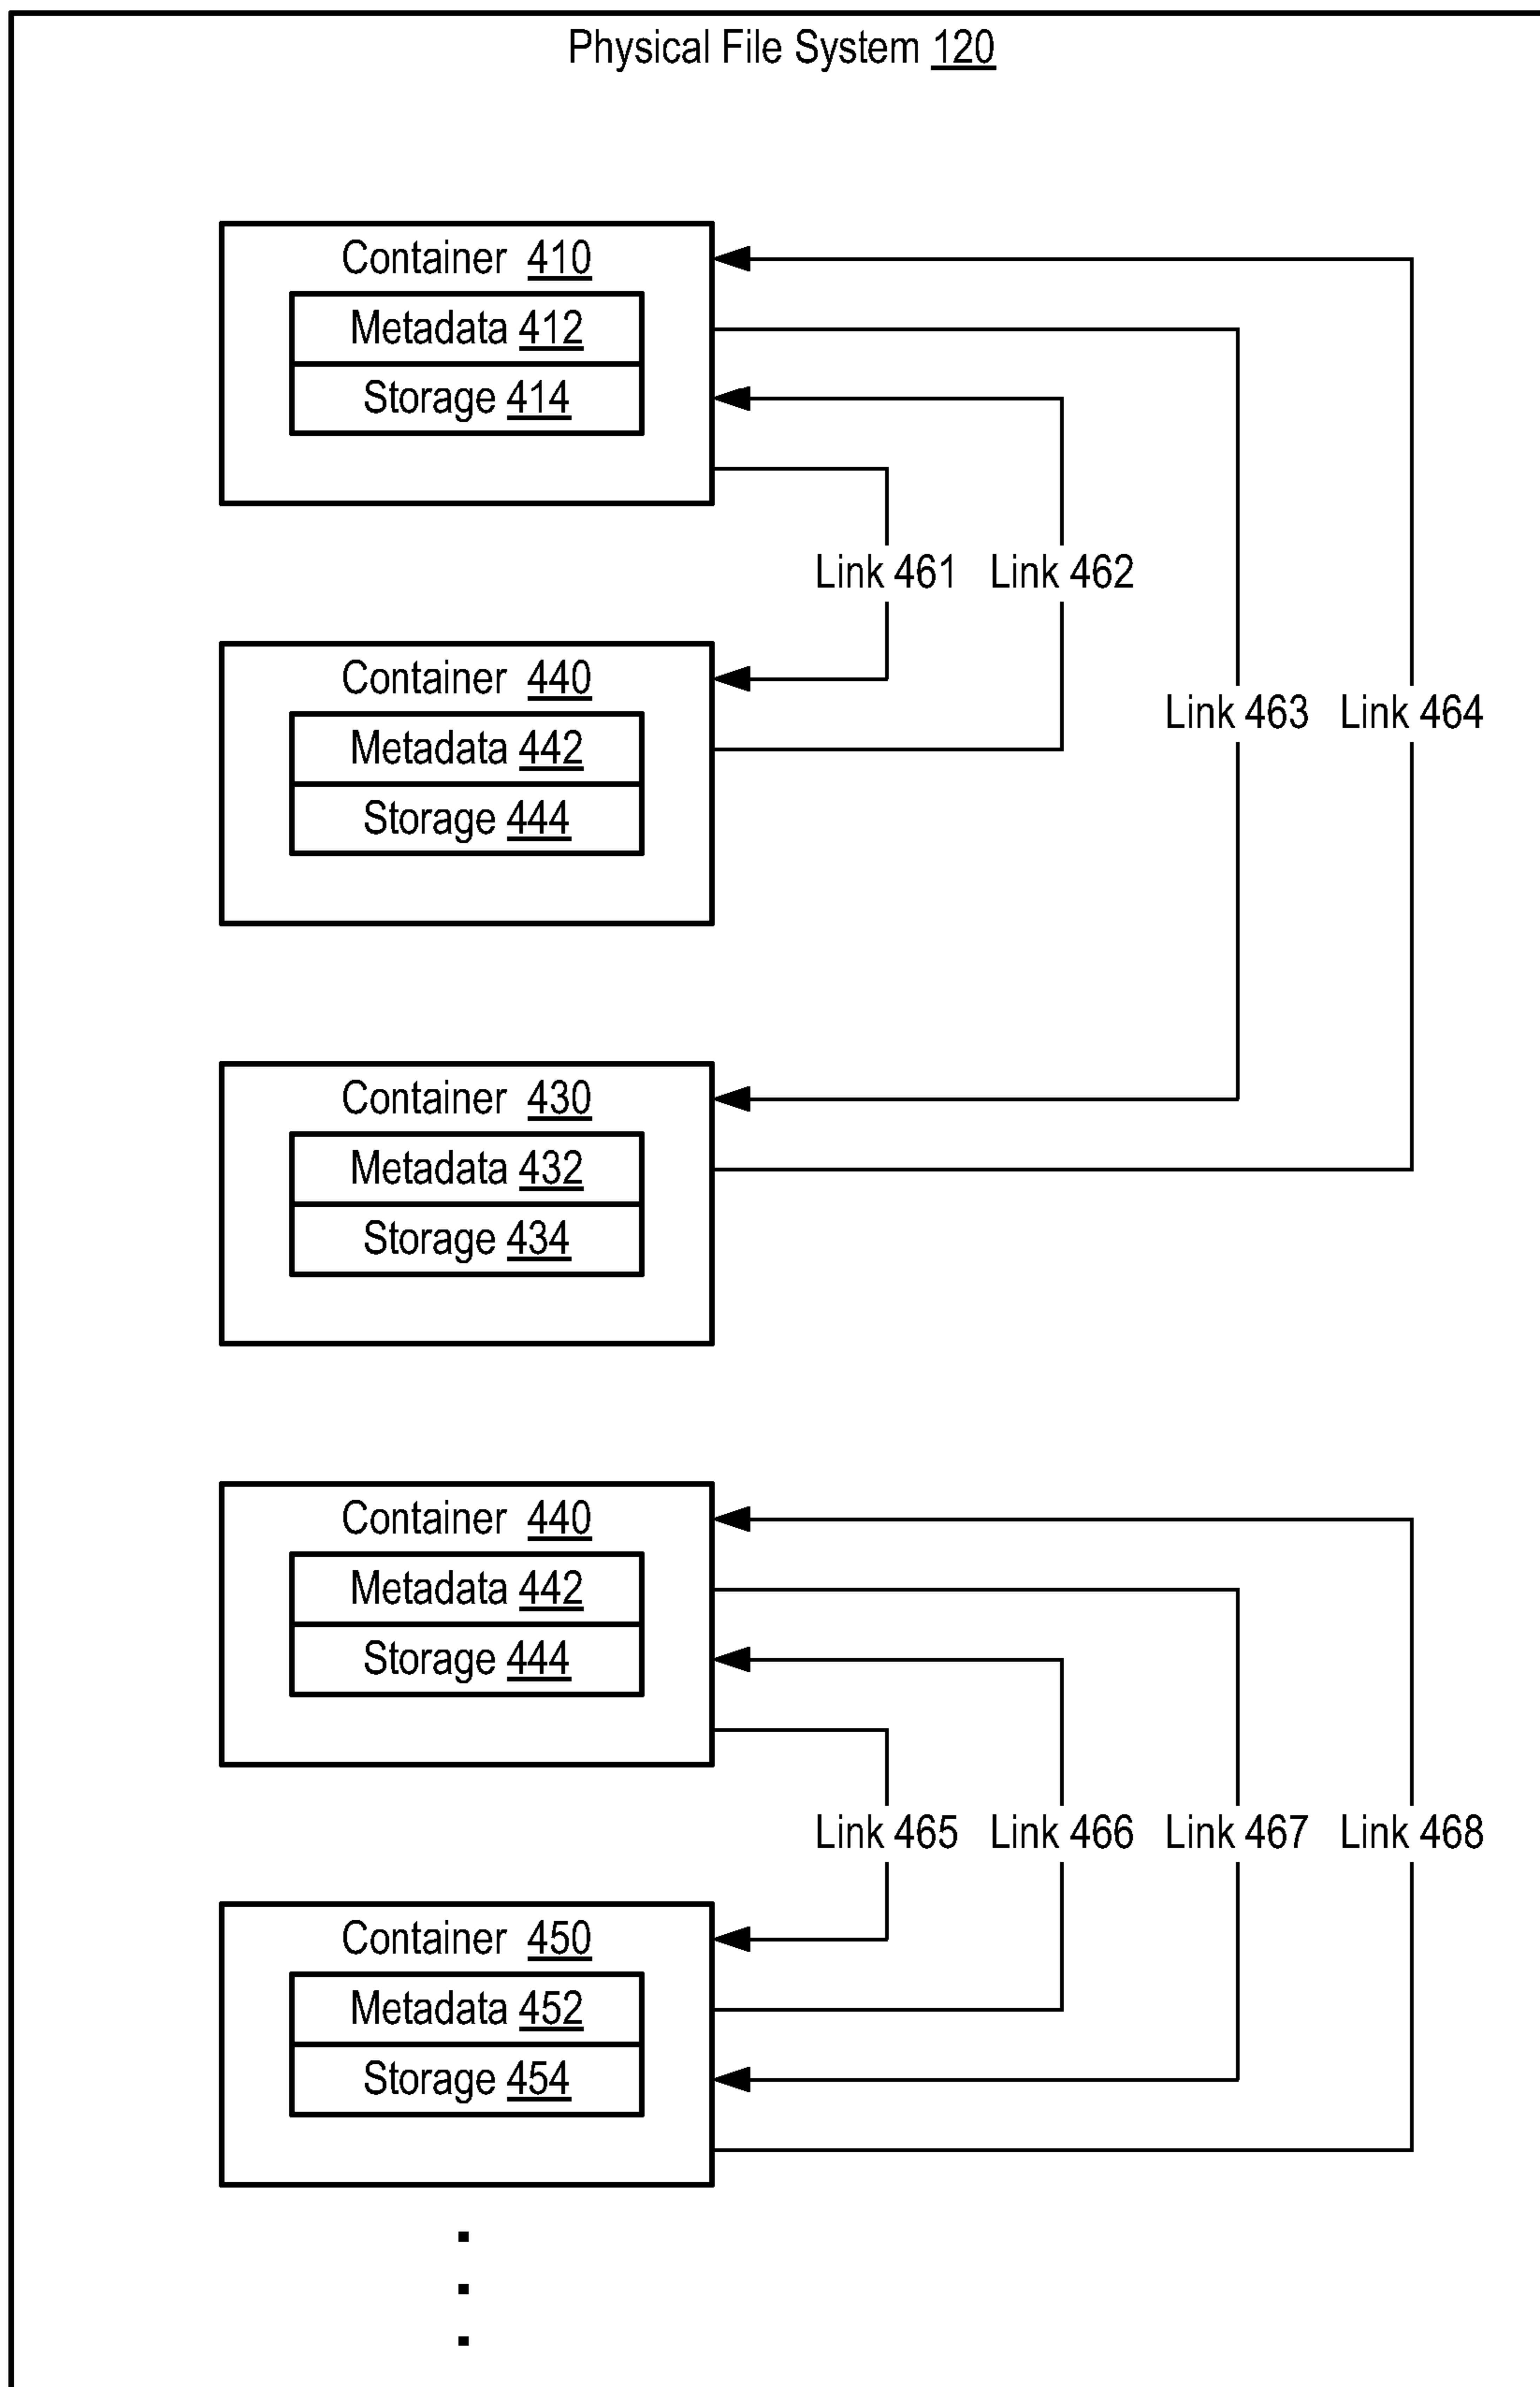 Physical File System 120
Container 410
Metadata 412
Storage 414
Link 461 Link 462
Container 440
Metadata 442
Storage 444
Link 463 Link 464
Container 430
Metadata 432
Storage 434
Container 440
Metadata 442
Storage 444
Link 465 Link 466 Link 467 Link 468
Container 450
Metadata 452
Storage 454